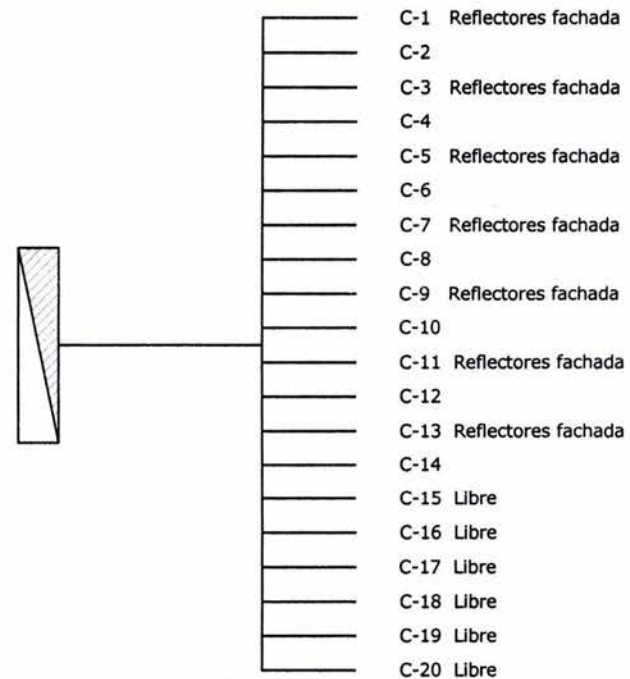 C-1 Reflectores fachada
C-2
C-3 Reflectores fachada
C-4
C-5 Reflectores fachada
C-6
C-7 Reflectores fachada
C-8
C-9 Reflectores fachada
C-10
C-11 Reflectores fachada
C-12
C-13 Reflectores fachada
C-14
C-15 Libre
C-16 Libre
C-17 Libre
C-18 Libre
C-19 Libre
C-20 Libre